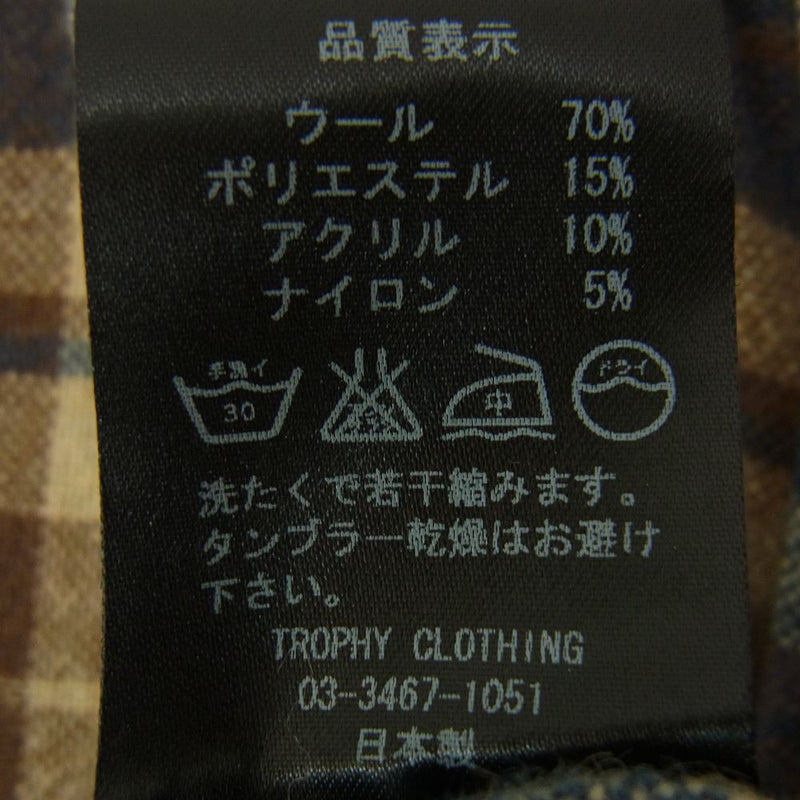 品質表示
ウール 70%
ポリエステル 15%
アクリル 10%
ナイロン 5%
手洗イ 30 中 ドライ
洗たくで若干縮みます。
タンブラー乾燥はお避け
下さい。
TROPHY CLOTHING
03-3467-1051
日本製